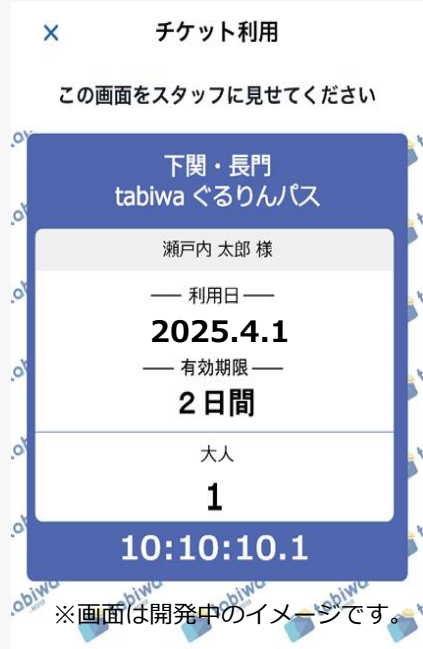 ×
チケット利用
この画面をスタッフに見せてください
下関・長門
tabiwa ぐるりんパス
瀬戸内 太郎 様
利用日
2025.4.1
有効期限
２日間
大人
1
10:10:10.1
tabiwa
※画面は開発中のイメージです。